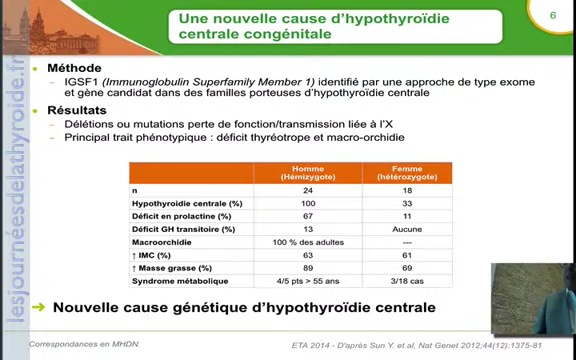 Une nouvelle cause d'hypothyroïdie
centrale congénitale
6
lesjournéesdelathyroide.fr
• Méthode
– IGSF1 (Immunoglobulin Superfamily Member 1) identifié par une approche de type exome
et gène candidat dans des familles porteuses d'hypothyroïdie centrale
• Résultats
– Délétions ou mutations perte de fonction/transmission liée à l'X
– Principal trait phénotypique : déficit thyréotrope et macro-orchidie
Homme
(Hémizygote)
Femme
(hétérozygote)
n 24 18
Hypothyroidie centrale (%) 100 33
Déficit en prolactine (%) 67 11
Déficit GH transitoire (%) 13 Aucune
Macroorchidie 100 % des adultes ---
↑ IMC (%) 63 61
↑ Masse grasse (%) 89 69
Syndrome métabolique 4/5 pts > 55 ans 3/18 cas
➔ Nouvelle cause génétique d'hypothyroïdie centrale
Correspondances en MHDN
ETA 2014 - D'après Sun Y. et al, Nat Genet 2012;44(12):1375-81